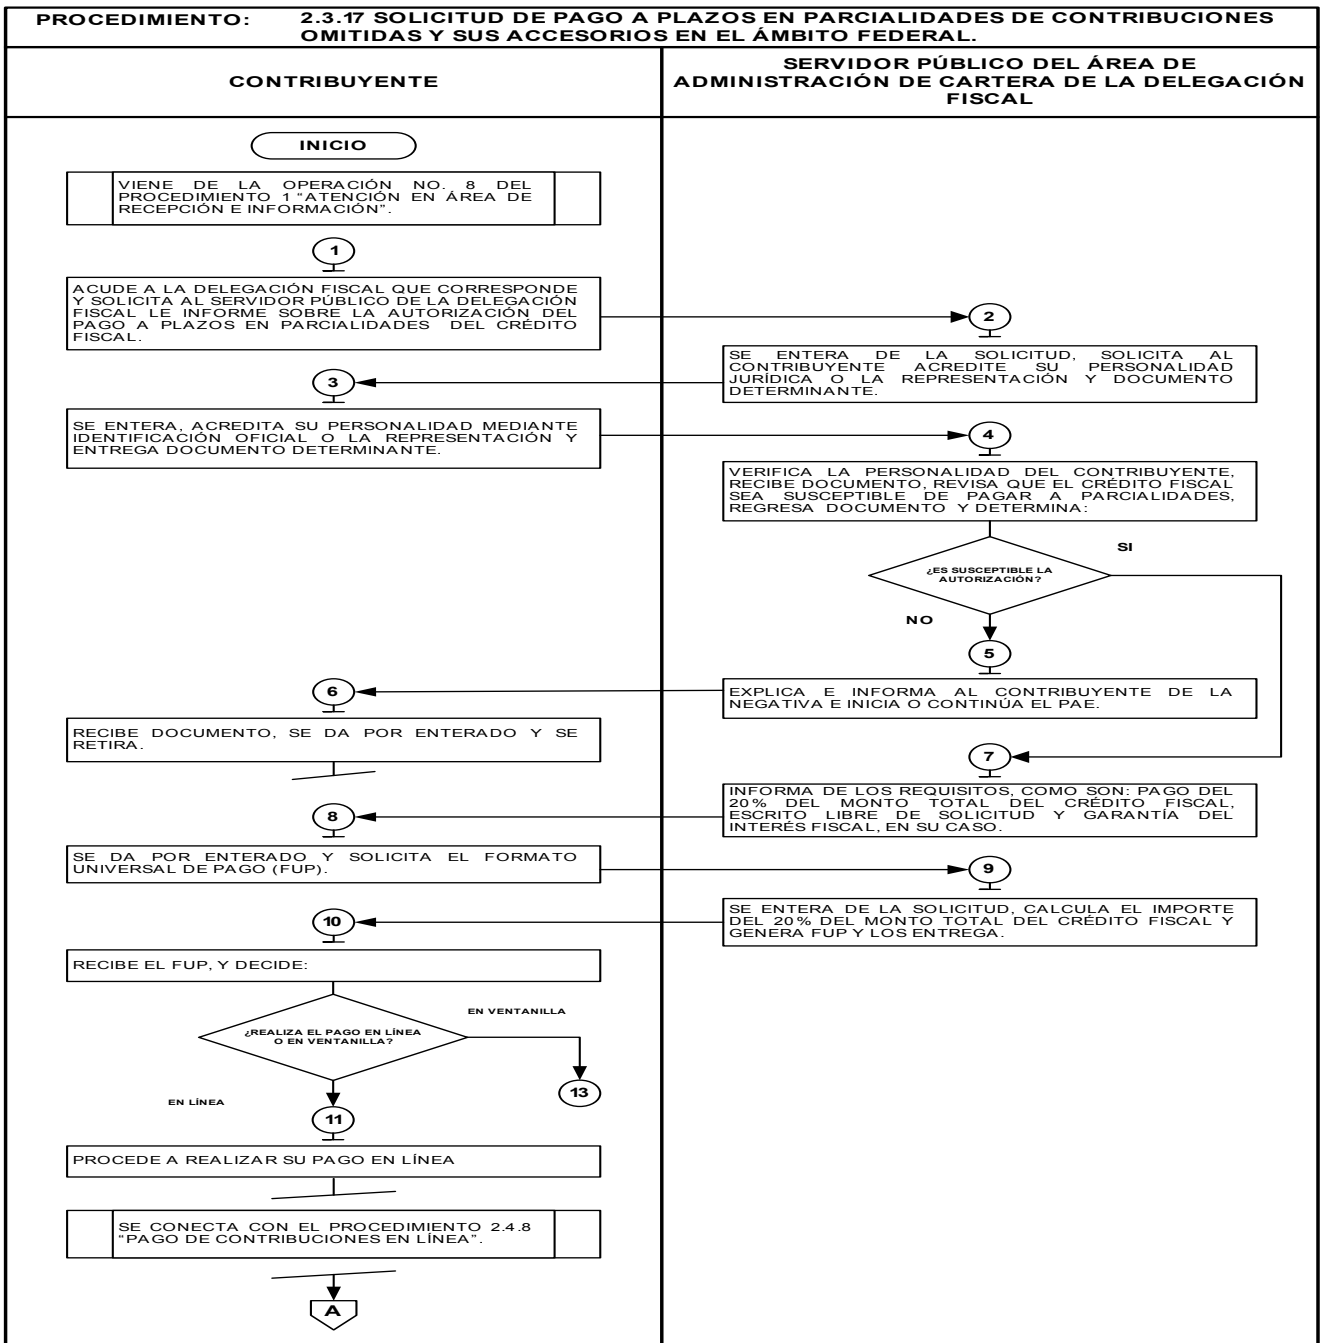 PROCEDIMIENTO: 2.3.17 SOLICITUD DE PAGO A PLAZOS EN PARCIALIDADES DE CONTRIBUCIONES
OMITIDAS Y SUS ACCESORIOS EN EL ÁMBITO FEDERAL.
CONTRIBUYENTE
SERVIDOR PÚBLICO DEL ÁREA DE
ADMINISTRACIÓN DE CARTERA DE LA DELEGACIÓN
FISCAL
INICIO
VIENE DE LA OPERACIÓN NO. 8 DEL
PROCEDIMIENTO 1 “ATENCIÓN EN ÁREA DE
RECEPCIÓN E INFORMACIÓN”.
1
ACUDE A LA DELEGACIÓN FISCAL QUE CORRESPONDE
Y SOLICITA AL SERVIDOR PÚBLICO DE LA DELEGACIÓN
FISCAL LE INFORME SOBRE LA AUTORIZACIÓN DEL
PAGO A PLAZOS EN PARCIALIDADES DEL CRÉDITO
FISCAL.
2
SE ENTERA DE LA SOLICITUD, SOLICITA AL
CONTRIBUYENTE ACREDITE SU PERSONALIDAD
JURÍDICA O LA REPRESENTACIÓN Y DOCUMENTO
DETERMINANTE.
3
SE ENTERA, ACREDITA SU PERSONALIDAD MEDIANTE
IDENTIFICACIÓN OFICIAL O LA REPRESENTACIÓN Y
ENTREGA DOCUMENTO DETERMINANTE.
4
VERIFICA LA PERSONALIDAD DEL CONTRIBUYENTE,
RECIBE DOCUMENTO, REVISA QUE EL CRÉDITO FISCAL
SEA SUSCEPTIBLE DE PAGAR A PARCIALIDADES,
REGRESA DOCUMENTO Y DETERMINA:
SI
¿ES SUSCEPTIBLE LA
AUTORIZACIÓN?
NO
5
EXPLICA E INFORMA AL CONTRIBUYENTE DE LA
NEGATIVA E INICIA O CONTINÚA EL PAE.
6
RECIBE DOCUMENTO, SE DA POR ENTERADO Y SE
RETIRA.
7
INFORMA DE LOS REQUISITOS, COMO SON: PAGO DEL
20% DEL MONTO TOTAL DEL CRÉDITO FISCAL,
ESCRITO LIBRE DE SOLICITUD Y GARANTÍA DEL
INTERÉS FISCAL, EN SU CASO.
8
SE DA POR ENTERADO Y SOLICITA EL FORMATO
UNIVERSAL DE PAGO (FUP).
9
SE ENTERA DE LA SOLICITUD, CALCULA EL IMPORTE
DEL 20% DEL MONTO TOTAL DEL CRÉDITO FISCAL Y
GENERA FUP Y LOS ENTREGA.
10
RECIBE EL FUP, Y DECIDE:
EN VENTANILLA
¿REALIZA EL PAGO EN LÍNEA
O EN VENTANILLA?
13
EN LÍNEA
11
PROCEDE A REALIZAR SU PAGO EN LÍNEA
SE CONECTA CON EL PROCEDIMIENTO 2.4.8
“PAGO DE CONTRIBUCIONES EN LÍNEA”.
A